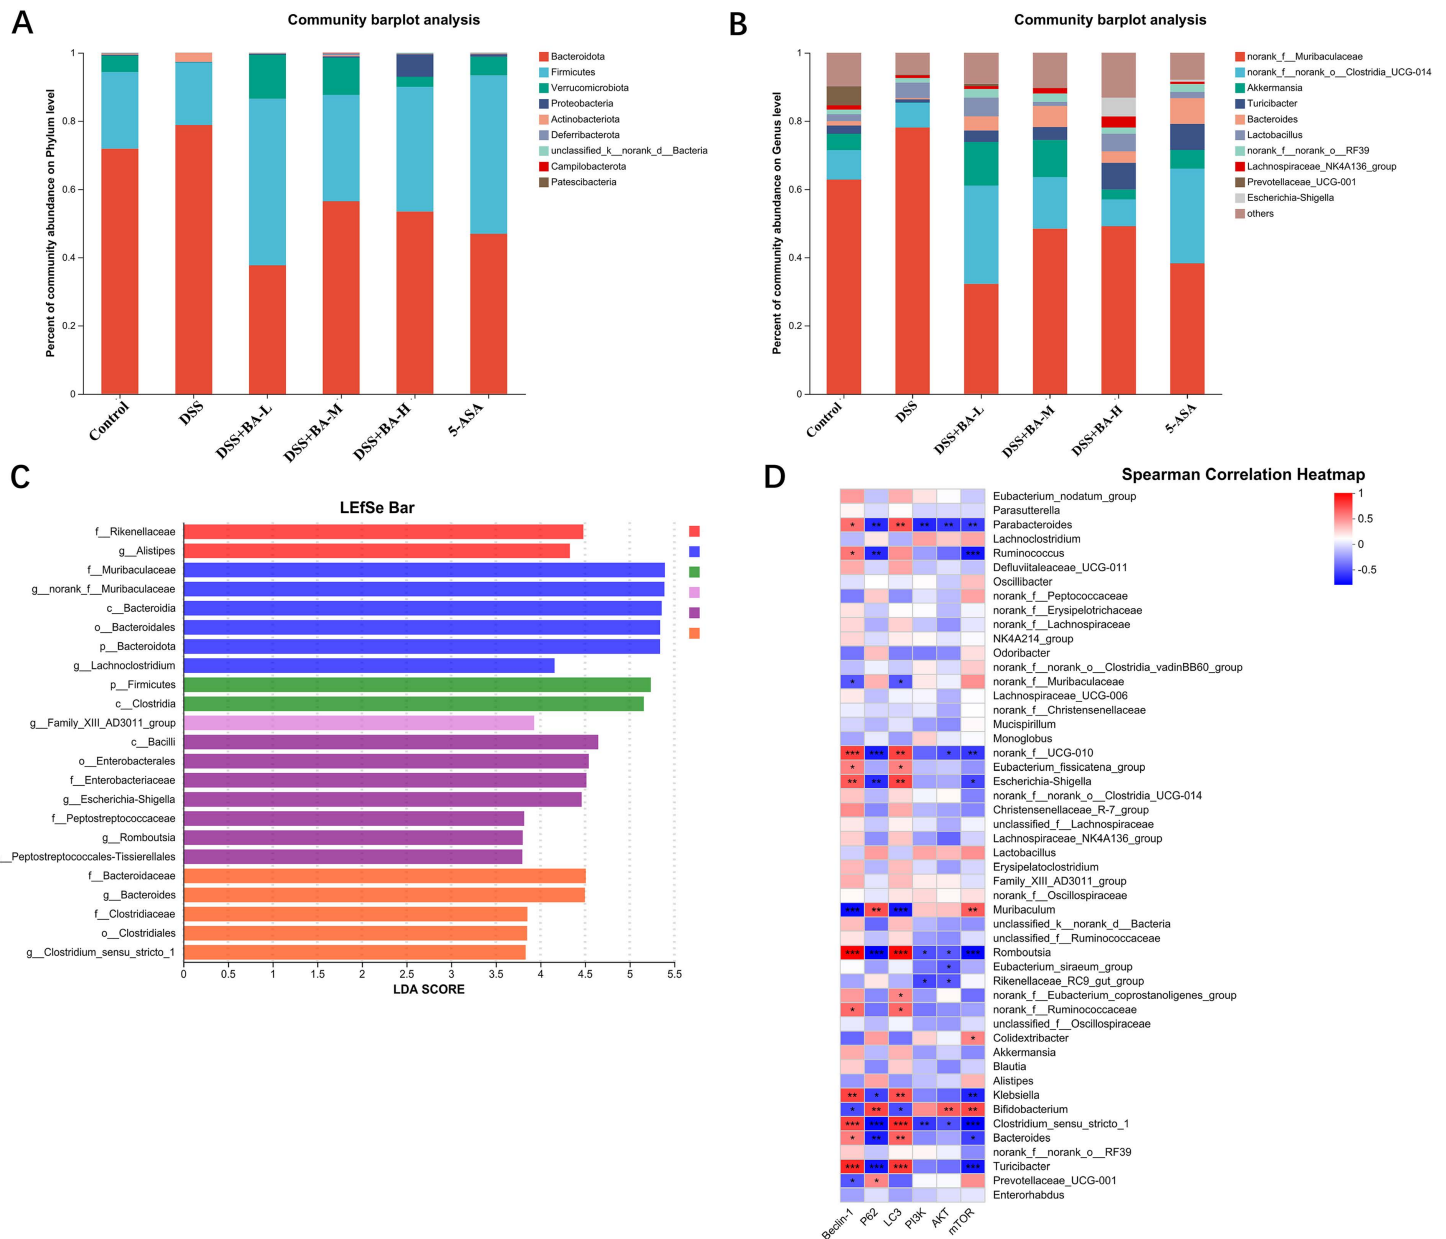 A
Community barplot analysis
Percent of community abundance on Phylum level
1
0.8
0.6
0.4
0.2
0
Control
DSS
DSS+BA-L
DSS+BA-M
DSS+BA-H
5-ASA
Bacteroidota
Firmicutes
Verrucomicrobiota
Proteobacteria
Actinobacteriota
Deferribacterota
unclassified_k__norank_d__Bacteria
Campilobacterota
Patescibacteria
B
Community barplot analysis
Percent of community abundance on Genus level
1
0.8
0.6
0.4
0.2
0
Control
DSS
DSS+BA-L
DSS+BA-M
DSS+BA-H
5-ASA
norank_f__Muribaculaceae
norank_f__norank_o__Clostridia_UCG-014
Akkermansia
Turicibacter
Bacteroides
Lactobacillus
norank_f__norank_o__RF39
Lachnospiraceae_NK4A136_group
Prevotellaceae_UCG-001
Escherichia-Shigella
others
C
LEfSe Bar
f__Rikenellaceae
g__Alistipes
f__Muribaculaceae
g__norank_f__Muribaculaceae
c__Bacteroidia
o__Bacteroidales
p__Bacteroidota
g__Lachnoclostridium
p__Firmicutes
c__Clostridia
g__Family_XIII_AD3011_group
c__Bacilli
o__Enterobacterales
f__Enterobacteriaceae
g__Escherichia-Shigella
f__Peptostreptococcaceae
g__Romboutsia
__Peptostreptococcales-Tissierellales
f__Bacteroidaceae
g__Bacteroides
f__Clostridiaceae
o__Clostridiales
g__Clostridium_sensu_stricto_1
0 0.5 1 1.5 2 2.5 3 3.5 4 4.5 5 5.5
LDA SCORE
D
Spearman Correlation Heatmap
1
0.5
0
-0.5
Eubacterium_nodatum_group
Parasutterella
* ** ** ** ** ** Parabacteroides
Lachnoclostridium
* ** *** Ruminococcus
Defluviitaleaceae_UCG-011
Oscillibacter
norank_f__Peptococcaceae
norank_f__Erysipelotrichaceae
norank_f__Lachnospiraceae
NK4A214_group
Odoribacter
norank_f__norank_o__Clostridia_vadinBB60_group
* * norank_f__Muribaculaceae
Lachnospiraceae_UCG-006
norank_f__Christensenellaceae
Mucispirillum
Monoglobus
*** *** ** * ** norank_f__UCG-010
* * Eubacterium_fissicatena_group
** ** ** * Escherichia-Shigella
norank_f__norank_o__Clostridia_UCG-014
Christensenellaceae_R-7_group
unclassified_f__Lachnospiraceae
Lachnospiraceae_NK4A136_group
Lactobacillus
Erysipelatoclostridium
Family_XIII_AD3011_group
norank_f__Oscillospiraceae
*** ** *** ** Muribaculum
unclassified_k__norank_d__Bacteria
unclassified_f__Ruminococcaceae
*** *** *** * * *** Romboutsia
* Eubacterium_siraeum_group
* * Rikenellaceae_RC9_gut_group
* norank_f__Eubacterium_coprostanoligenes_group
* * norank_f__Ruminococcaceae
unclassified_f__Oscillospiraceae
* Colidextribacter
Akkermansia
Blautia
Alistipes
** * ** ** Klebsiella
* ** * ** ** Bifidobacterium
*** *** *** ** * *** Clostridium_sensu_stricto_1
* ** ** * Bacteroides
norank_f__norank_o__RF39
*** *** *** *** Turicibacter
* * Prevotellaceae_UCG-001
Enterorhabdus
Beclin-1
P62
LC3
PI3K
AKT
mTOR